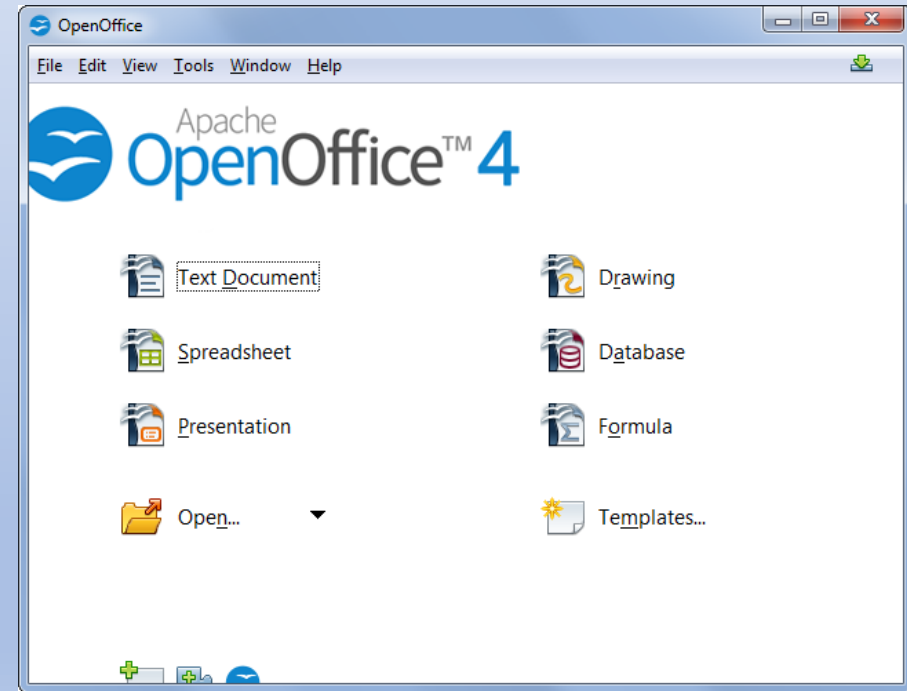 OpenOffice
File Edit View Tools Window Help
Apache
OpenOffice™ 4
Text Document
Drawing
Spreadsheet
Database
Presentation
Formula
Open...
Templates...